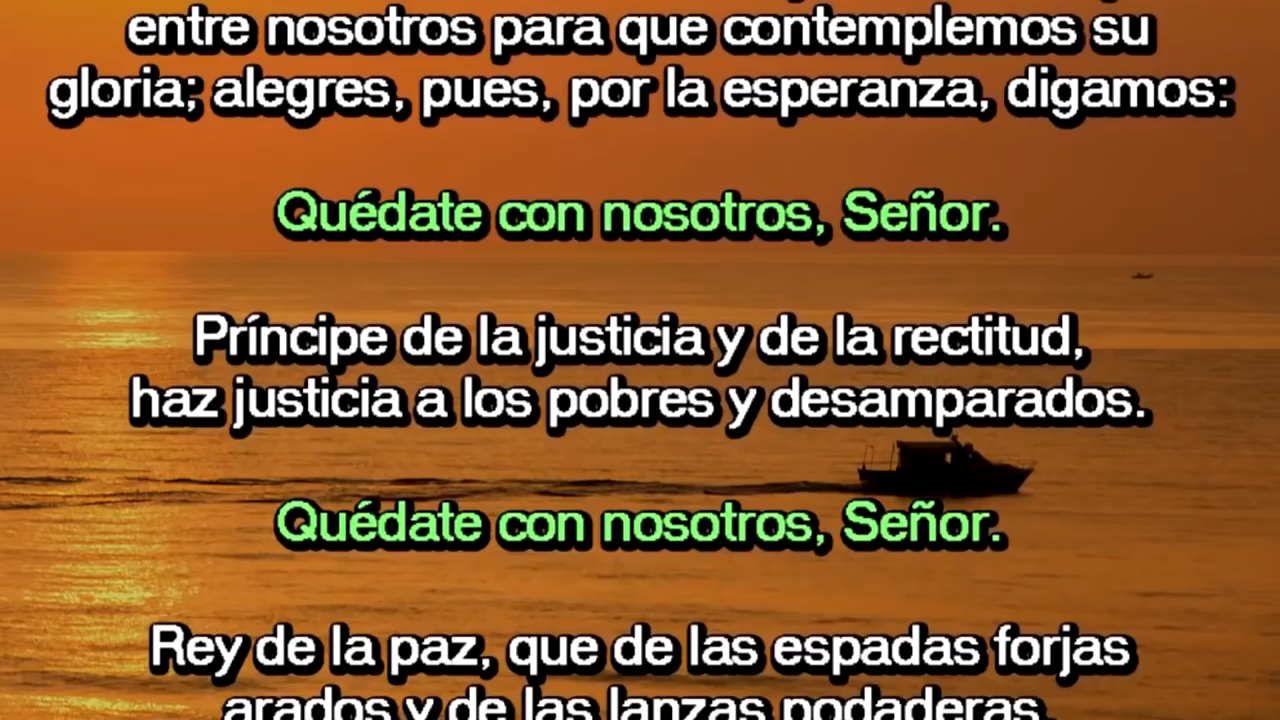 entre nosotros para que contemplemos su
gloria; alegres, pues, por la esperanza, digamos:
Quédate con nosotros, Señor.
Príncipe de la justicia y de la rectitud,
haz justicia a los pobres y desamparados.
Quédate con nosotros, Señor.
Rey de la paz, que de las espadas forjas
arados y de las lanzas podaderas,